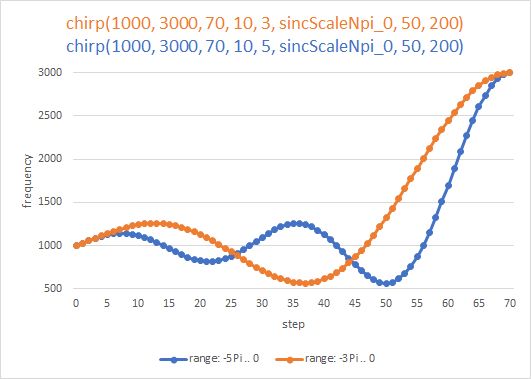 chirp(1000, 3000, 70, 10, 3, sincScaleNpi_0, 50, 200)
chirp(1000, 3000, 70, 10, 5, sincScaleNpi_0, 50, 200)
3000
2500
2000
1500
1000
500
frequency
0 5 10 15 20 25 30 35 40 45 50 55 60 65 70
step
range: -5Pi .. 0 range: -3Pi .. 0